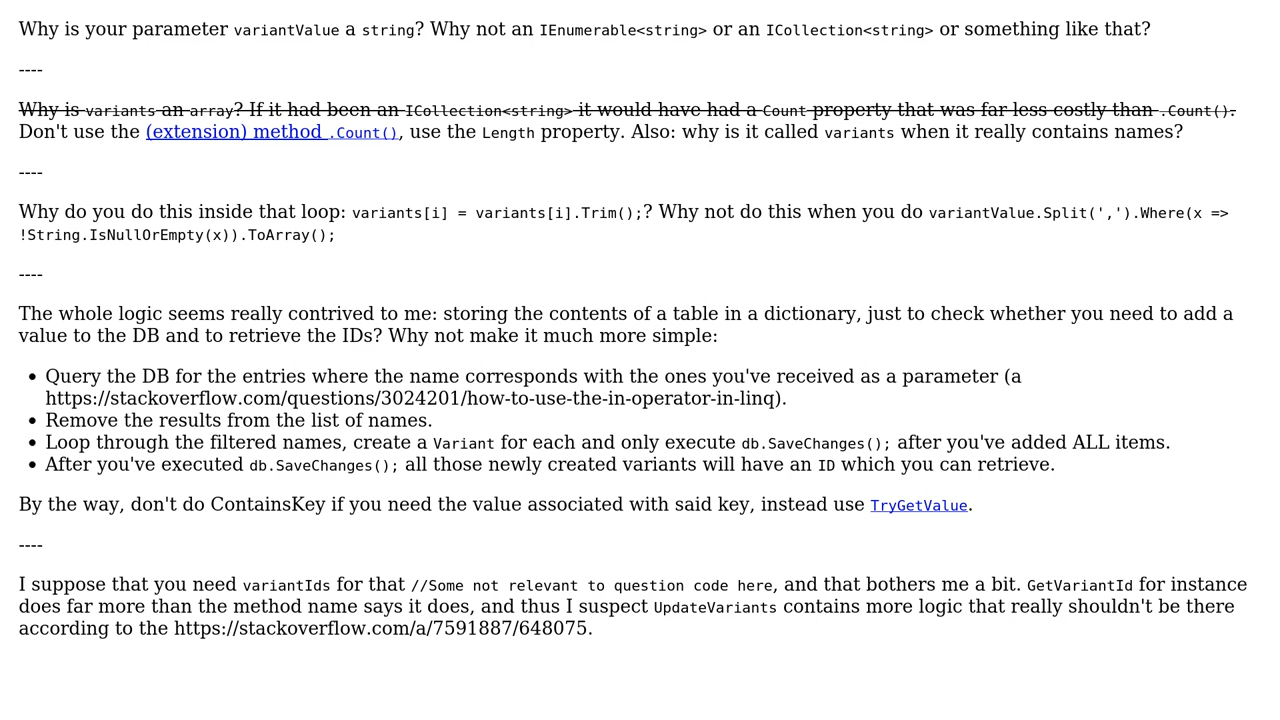 Why is your parameter variantValue a string? Why not an IEnumerable<string> or an ICollection<string> or something like that?
----
Why is variants an array? If it had been an ICollection<string> it would have had a Count property that was far less costly than .Count().
Don't use the (extension) method .Count(), use the Length property. Also: why is it called variants when it really contains names?
----
Why do you do this inside that loop: variants[i] = variants[i].Trim();? Why not do this when you do variantValue.Split(',').Where(x =>
!String.IsNullOrEmpty(x)).ToArray();
----
The whole logic seems really contrived to me: storing the contents of a table in a dictionary, just to check whether you need to add a
value to the DB and to retrieve the IDs? Why not make it much more simple:
• Query the DB for the entries where the name corresponds with the ones you've received as a parameter (a
https://stackoverflow.com/questions/3024201/how-to-use-the-in-operator-in-linq).
• Remove the results from the list of names.
• Loop through the filtered names, create a Variant for each and only execute db.SaveChanges(); after you've added ALL items.
• After you've executed db.SaveChanges(); all those newly created variants will have an ID which you can retrieve.
By the way, don't do ContainsKey if you need the value associated with said key, instead use TryGetValue.
----
I suppose that you need variantIds for that //Some not relevant to question code here, and that bothers me a bit. GetVariantId for instance
does far more than the method name says it does, and thus I suspect UpdateVariants contains more logic that really shouldn't be there
according to the https://stackoverflow.com/a/7591887/648075.